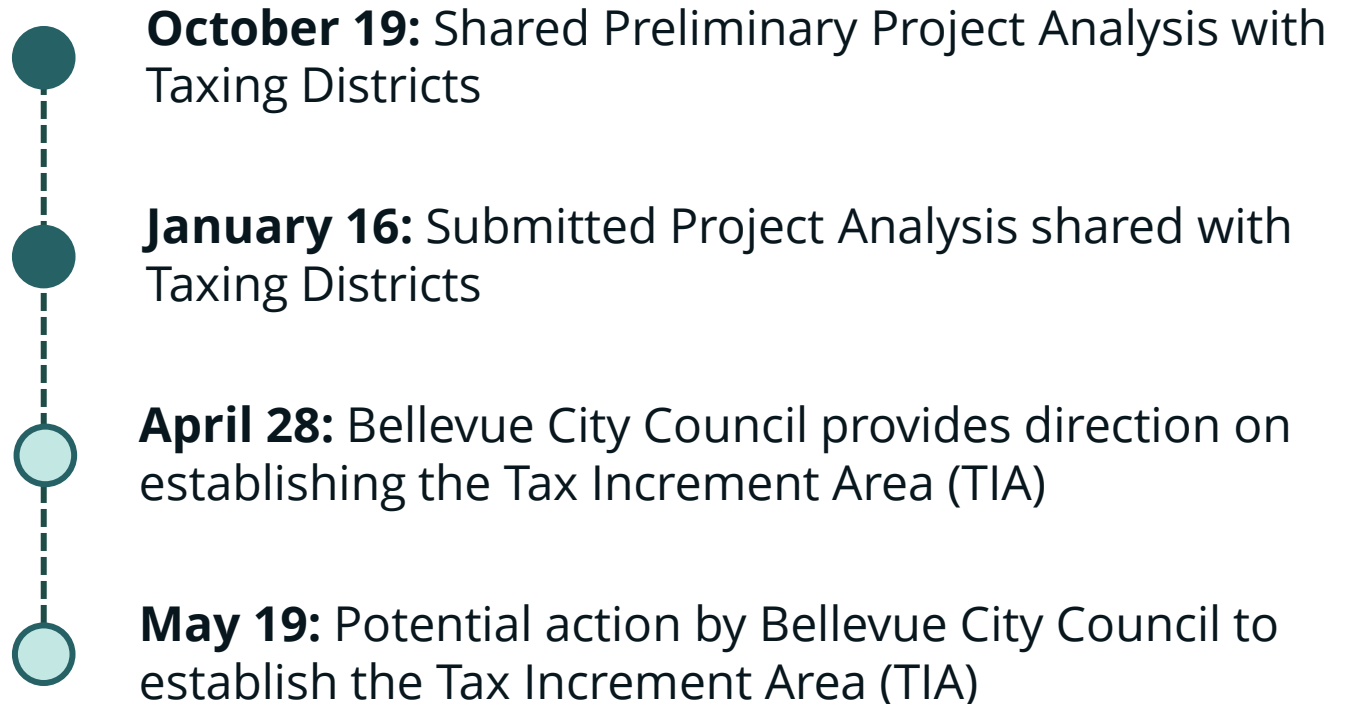 October 19: Shared Preliminary Project Analysis with
Taxing Districts
January 16: Submitted Project Analysis shared with
Taxing Districts
April 28: Bellevue City Council provides direction on
establishing the Tax Increment Area (TIA)
May 19: Potential action by Bellevue City Council to
establish the Tax Increment Area (TIA)